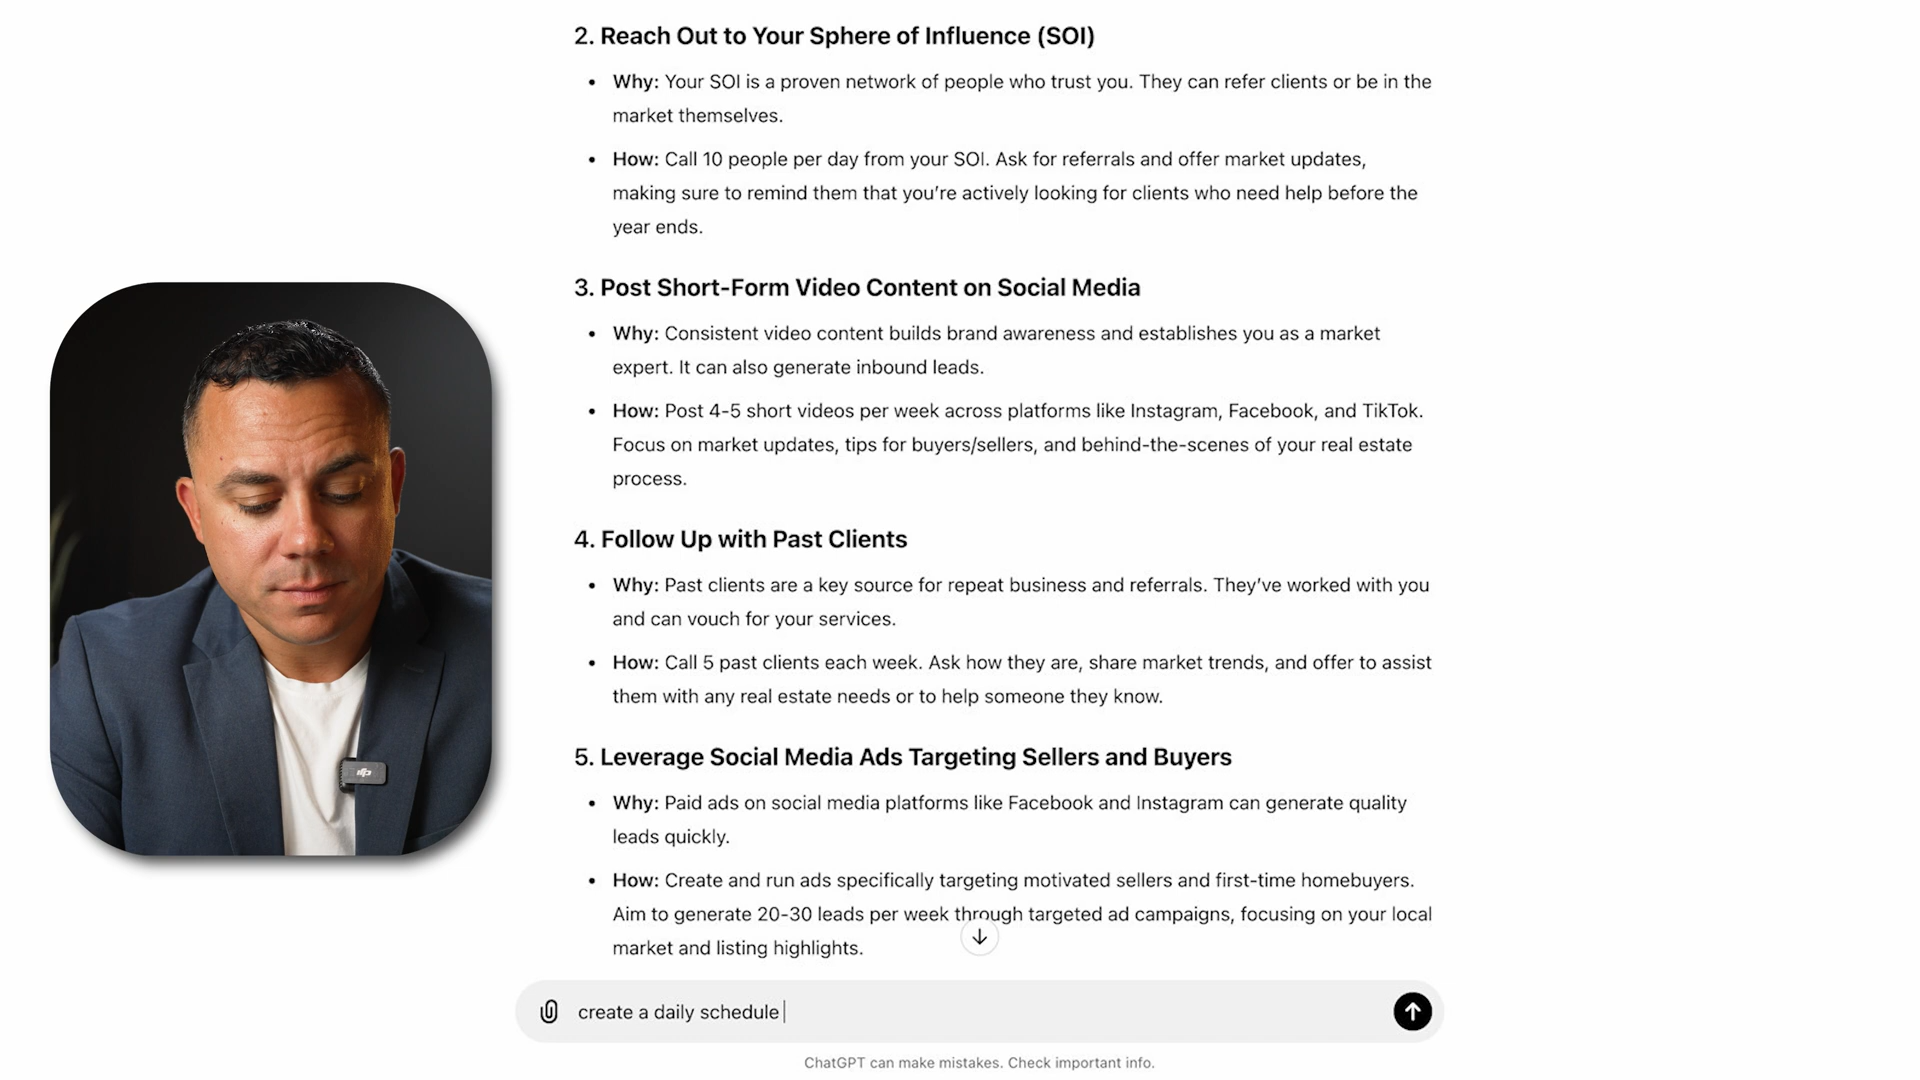 2. Reach Out to Your Sphere of Influence (SOI)
• Why: Your SOI is a proven network of people who trust you. They can refer clients or be in the
market themselves.
• How: Call 10 people per day from your SOI. Ask for referrals and offer market updates,
making sure to remind them that you’re actively looking for clients who need help before the
year ends.
3. Post Short-Form Video Content on Social Media
• Why: Consistent video content builds brand awareness and establishes you as a market
expert. It can also generate inbound leads.
• How: Post 4-5 short videos per week across platforms like Instagram, Facebook, and TikTok.
Focus on market updates, tips for buyers/sellers, and behind-the-scenes of your real estate
process.
4. Follow Up with Past Clients
• Why: Past clients are a key source for repeat business and referrals. They’ve worked with you
and can vouch for your services.
• How: Call 5 past clients each week. Ask how they are, share market trends, and offer to assist
them with any real estate needs or to help someone they know.
5. Leverage Social Media Ads Targeting Sellers and Buyers
• Why: Paid ads on social media platforms like Facebook and Instagram can generate quality
leads quickly.
• How: Create and run ads specifically targeting motivated sellers and first-time homebuyers.
Aim to generate 20-30 leads per week through targeted ad campaigns, focusing on your local
market and listing highlights.
create a daily schedule
ChatGPT can make mistakes. Check important info.
dji